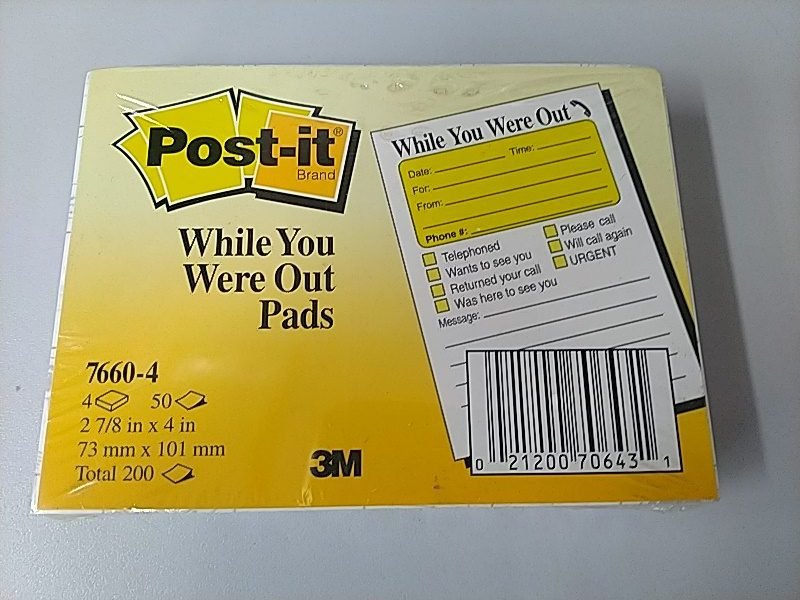 Post-it®
Brand
While You
Were Out
Pads
7660-4
4 50
2 7/8 in x 4 in
73 mm x 101 mm
Total 200
3M
While You Were Out
Date: Time:
For:
From:
Phone #:
Telephoned
Wants to see you
Returned your call
Was here to see you
Please call
Will call again
URGENT
Message:
0 21200 70643 1